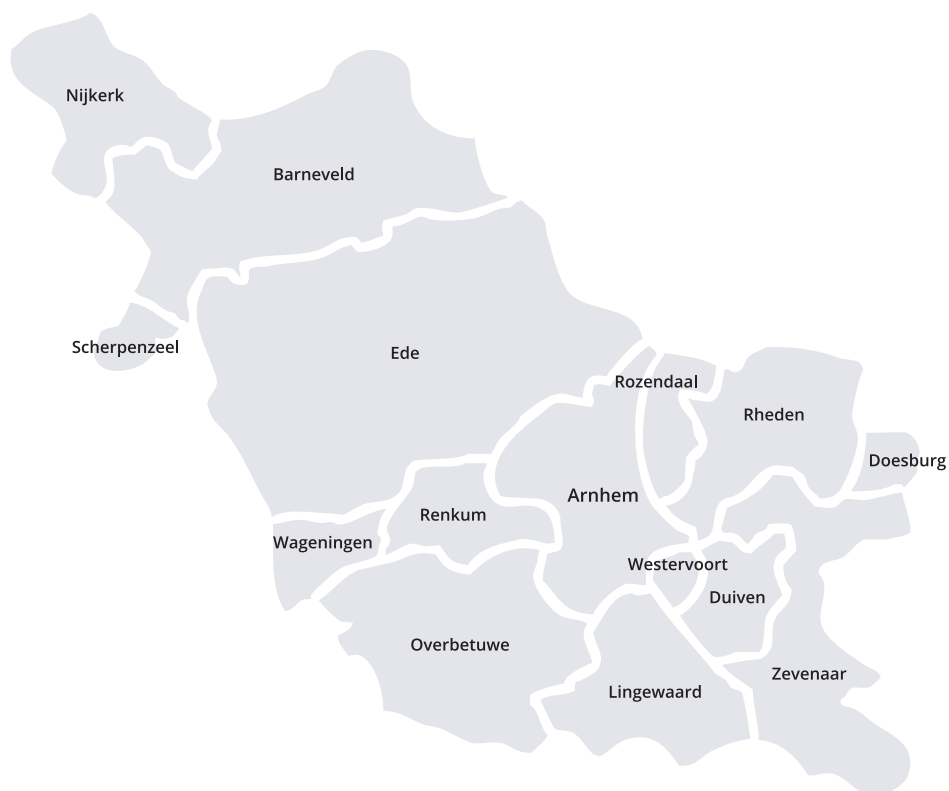 Nijkerk
Barneveld
Scherpenzeel
Ede
Rozendaal
Rheden
Doesburg
Arnhem
Renkum
Wageningen
Westervoort
Duiven
Overbetuwe
Zevenaar
Lingewaard